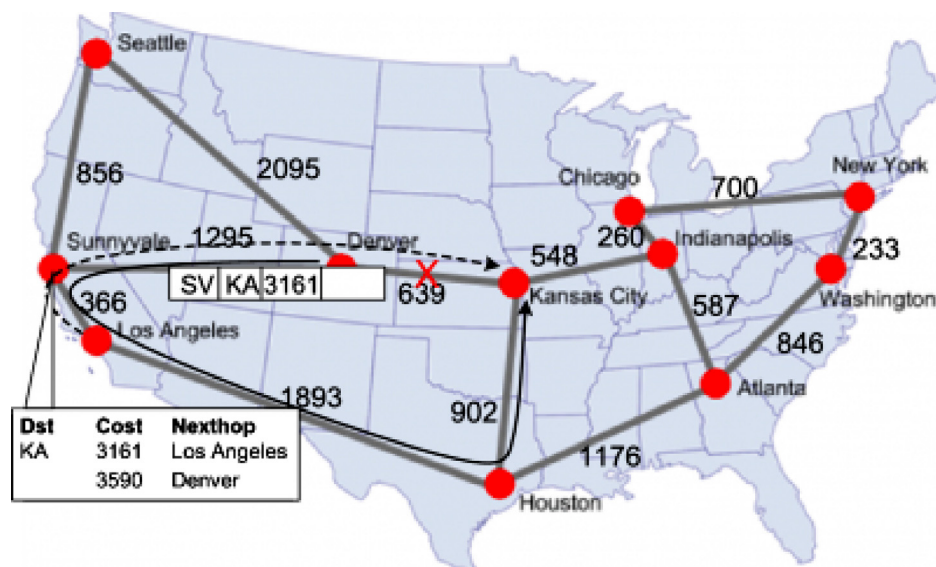 Seattle
856
2095
New York
Chicago
700
Sunnyvale
1295
Denver
260
Indianapolis
548
233
SV KA 3161
639
Kansas City
Washington
366
587
Los Angeles
846
1893
902
Atlanta
Dst Cost Nexthop
KA 3161 Los Angeles
3590 Denver
1176
Houston